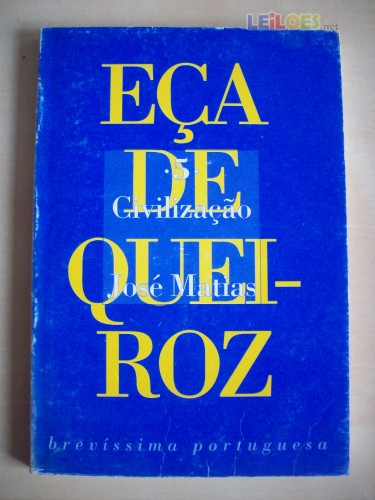 LEiLOES.net
EÇA
DE
·5·
Civilização
QUEI-
José Matias
ROZ
brevíssima portuguesa